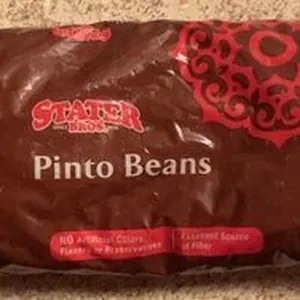 STATER
BROS.
Pinto Beans
NO Artificial Colors, Excellent Source
Flavors or Preservatives of Fiber